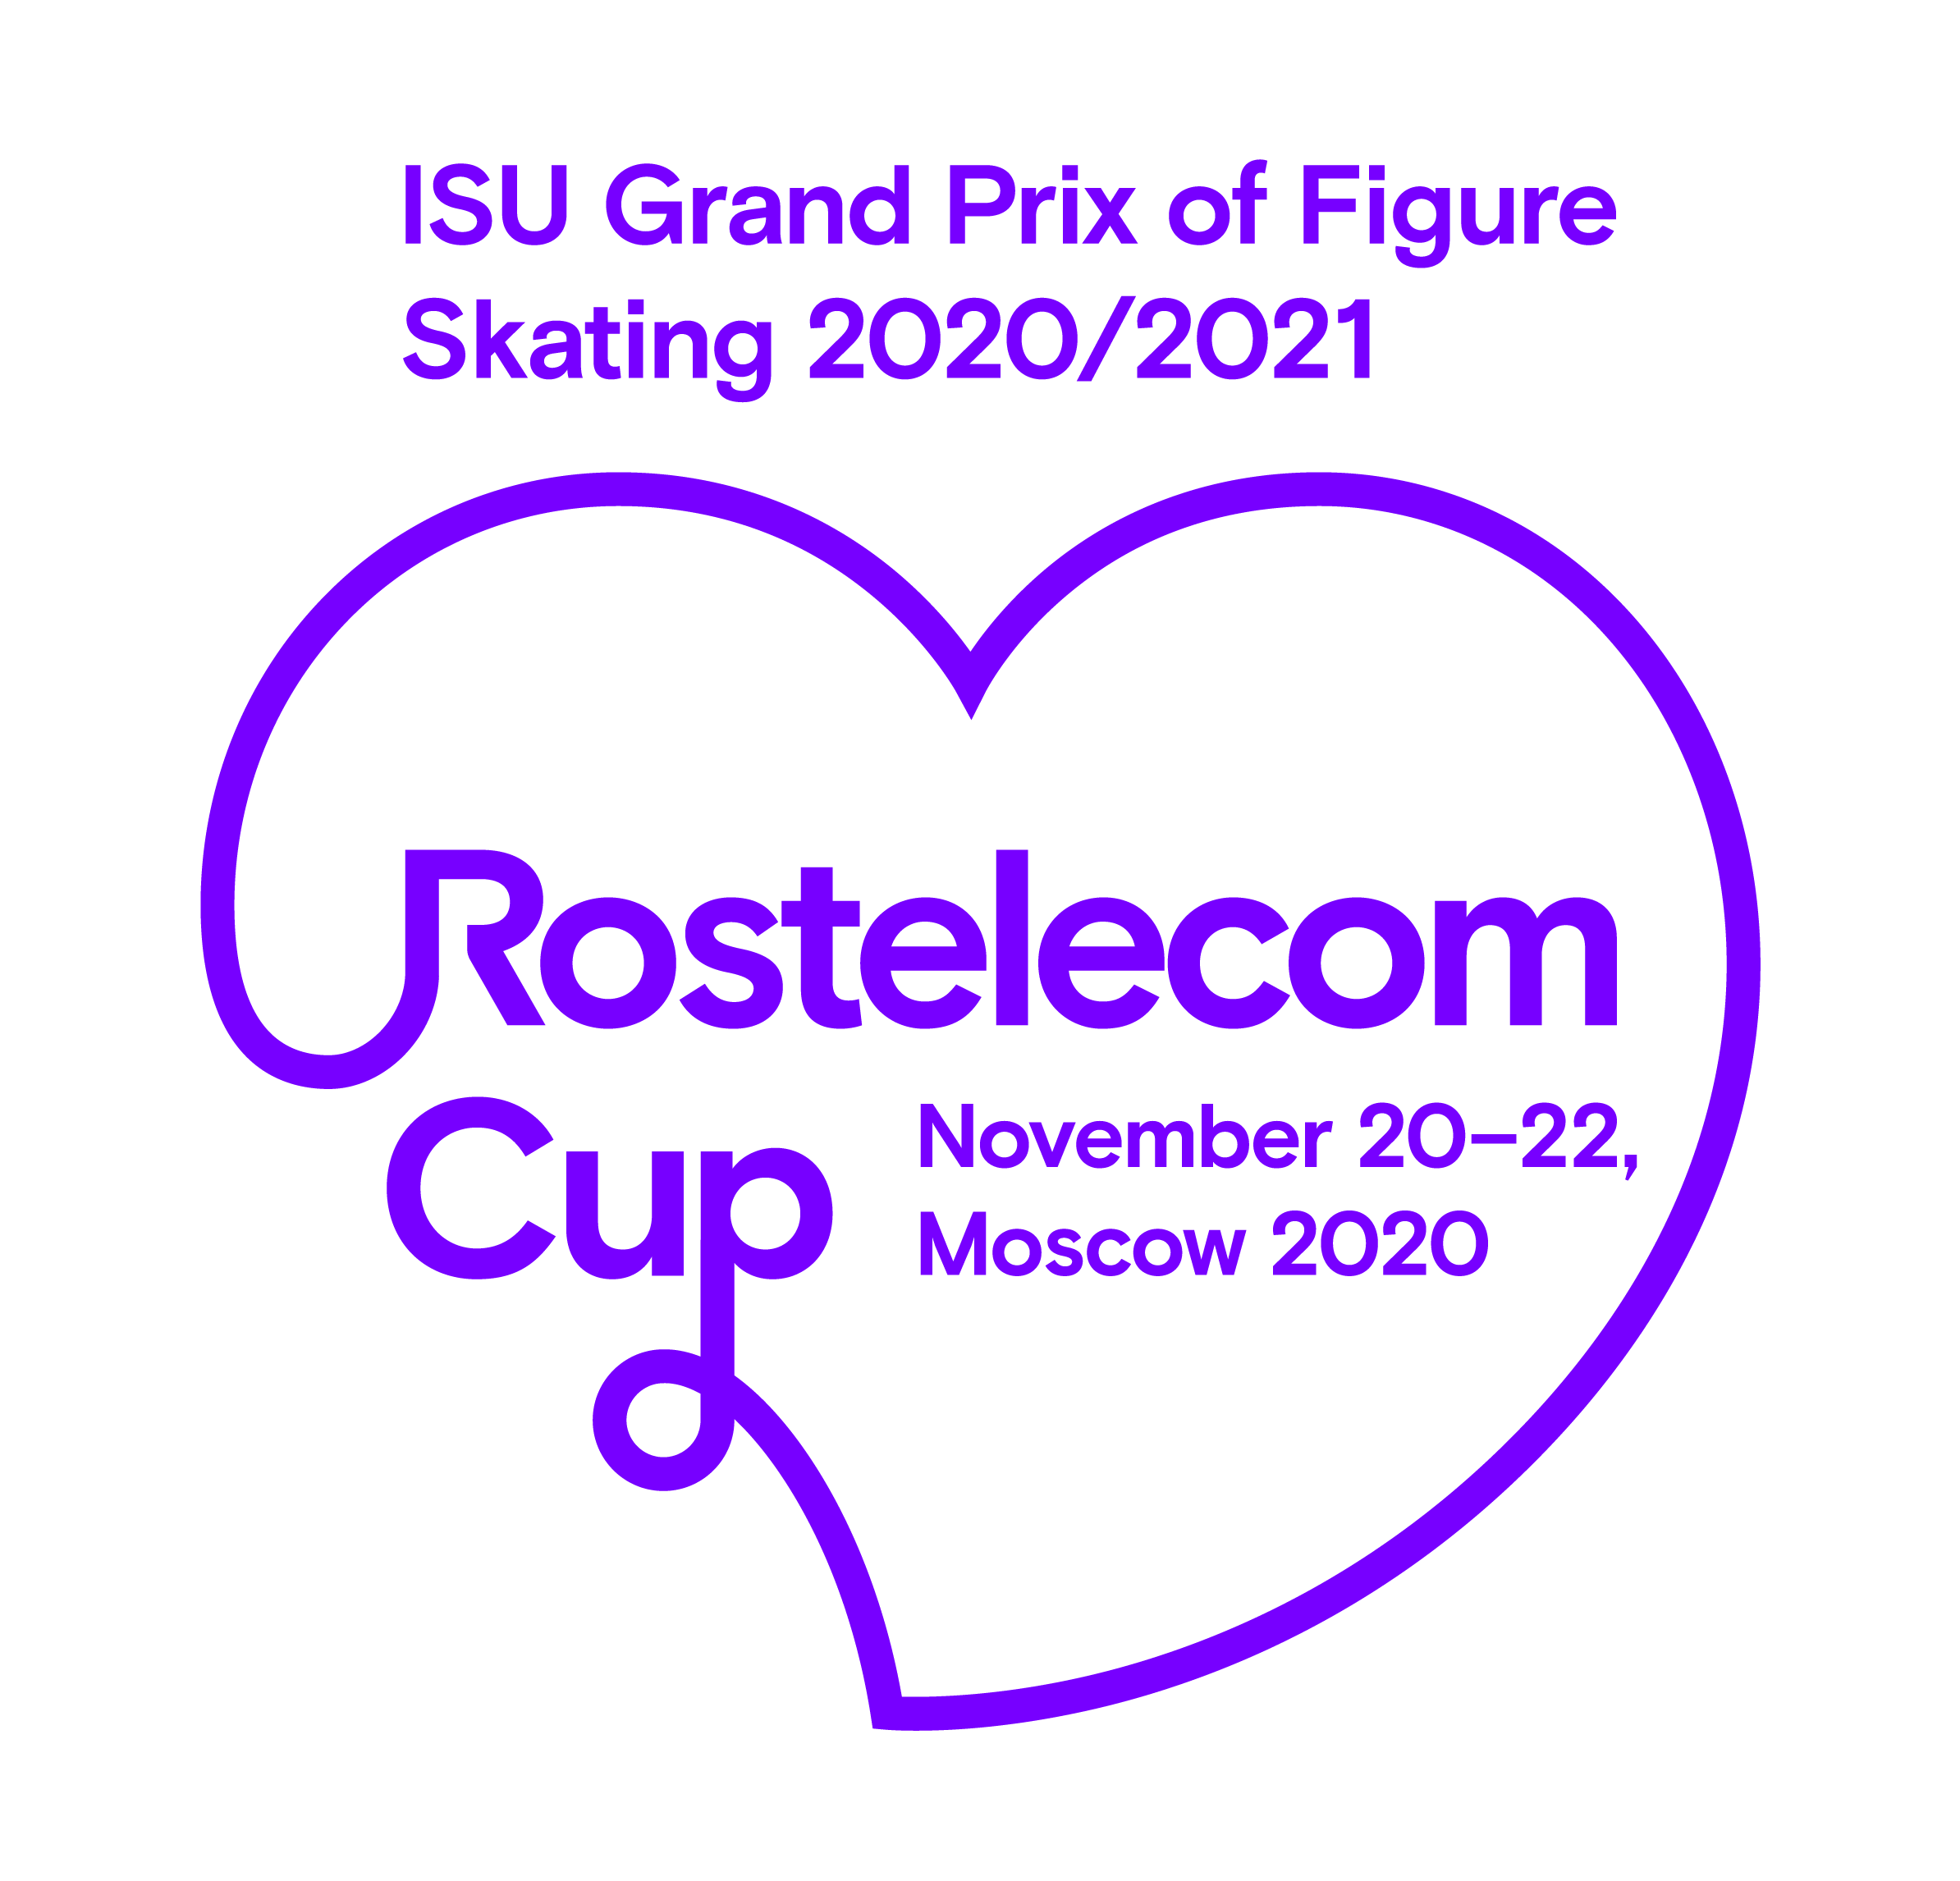 ISU Grand Prix of Figure
Skating 2020/2021
Rostelecom
Cup
November 20—22,
Moscow 2020